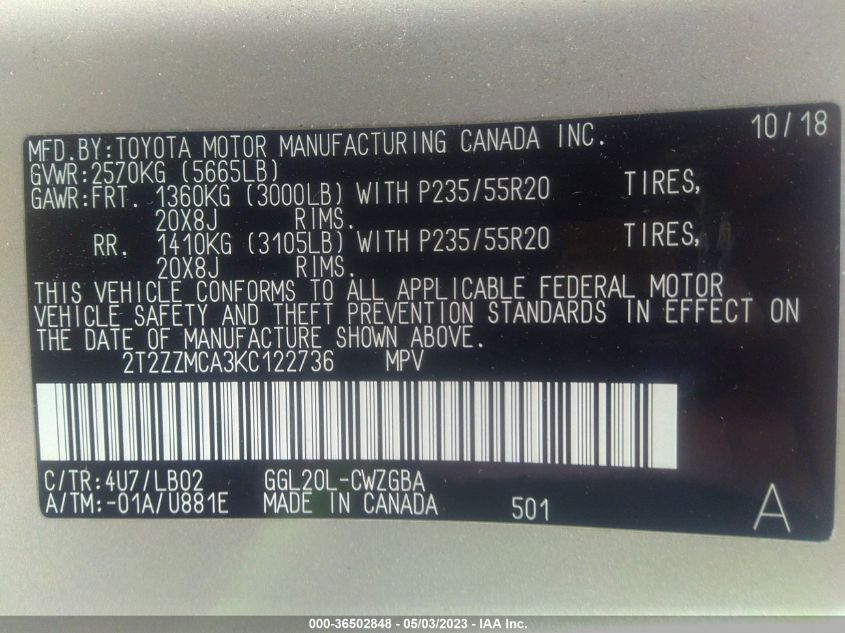 10/18
MFD.BY:TOYOTA MOTOR MANUFACTURING CANADA INC.
GVWR:2570KG (5665LB)
GAWR:FRT. 1360KG (3000LB) WITH P235/55R20 TIRES,
20X8J RIMS.
RR. 1410KG (3105LB) WITH P235/55R20 TIRES,
20X8J RIMS.
THIS VEHICLE CONFORMS TO ALL APPLICABLE FEDERAL MOTOR
VEHICLE SAFETY AND THEFT PREVENTION STANDARDS IN EFFECT ON
THE DATE OF MANUFACTURE SHOWN ABOVE.
2T2ZZMCA3KC122736 MPV
C/TR:4U7/LB02 GGL20L-CWZGBA
A/TM:-01A/U881E MADE IN CANADA 501 A
000-36502848 - 05/03/2023 - IAA Inc.